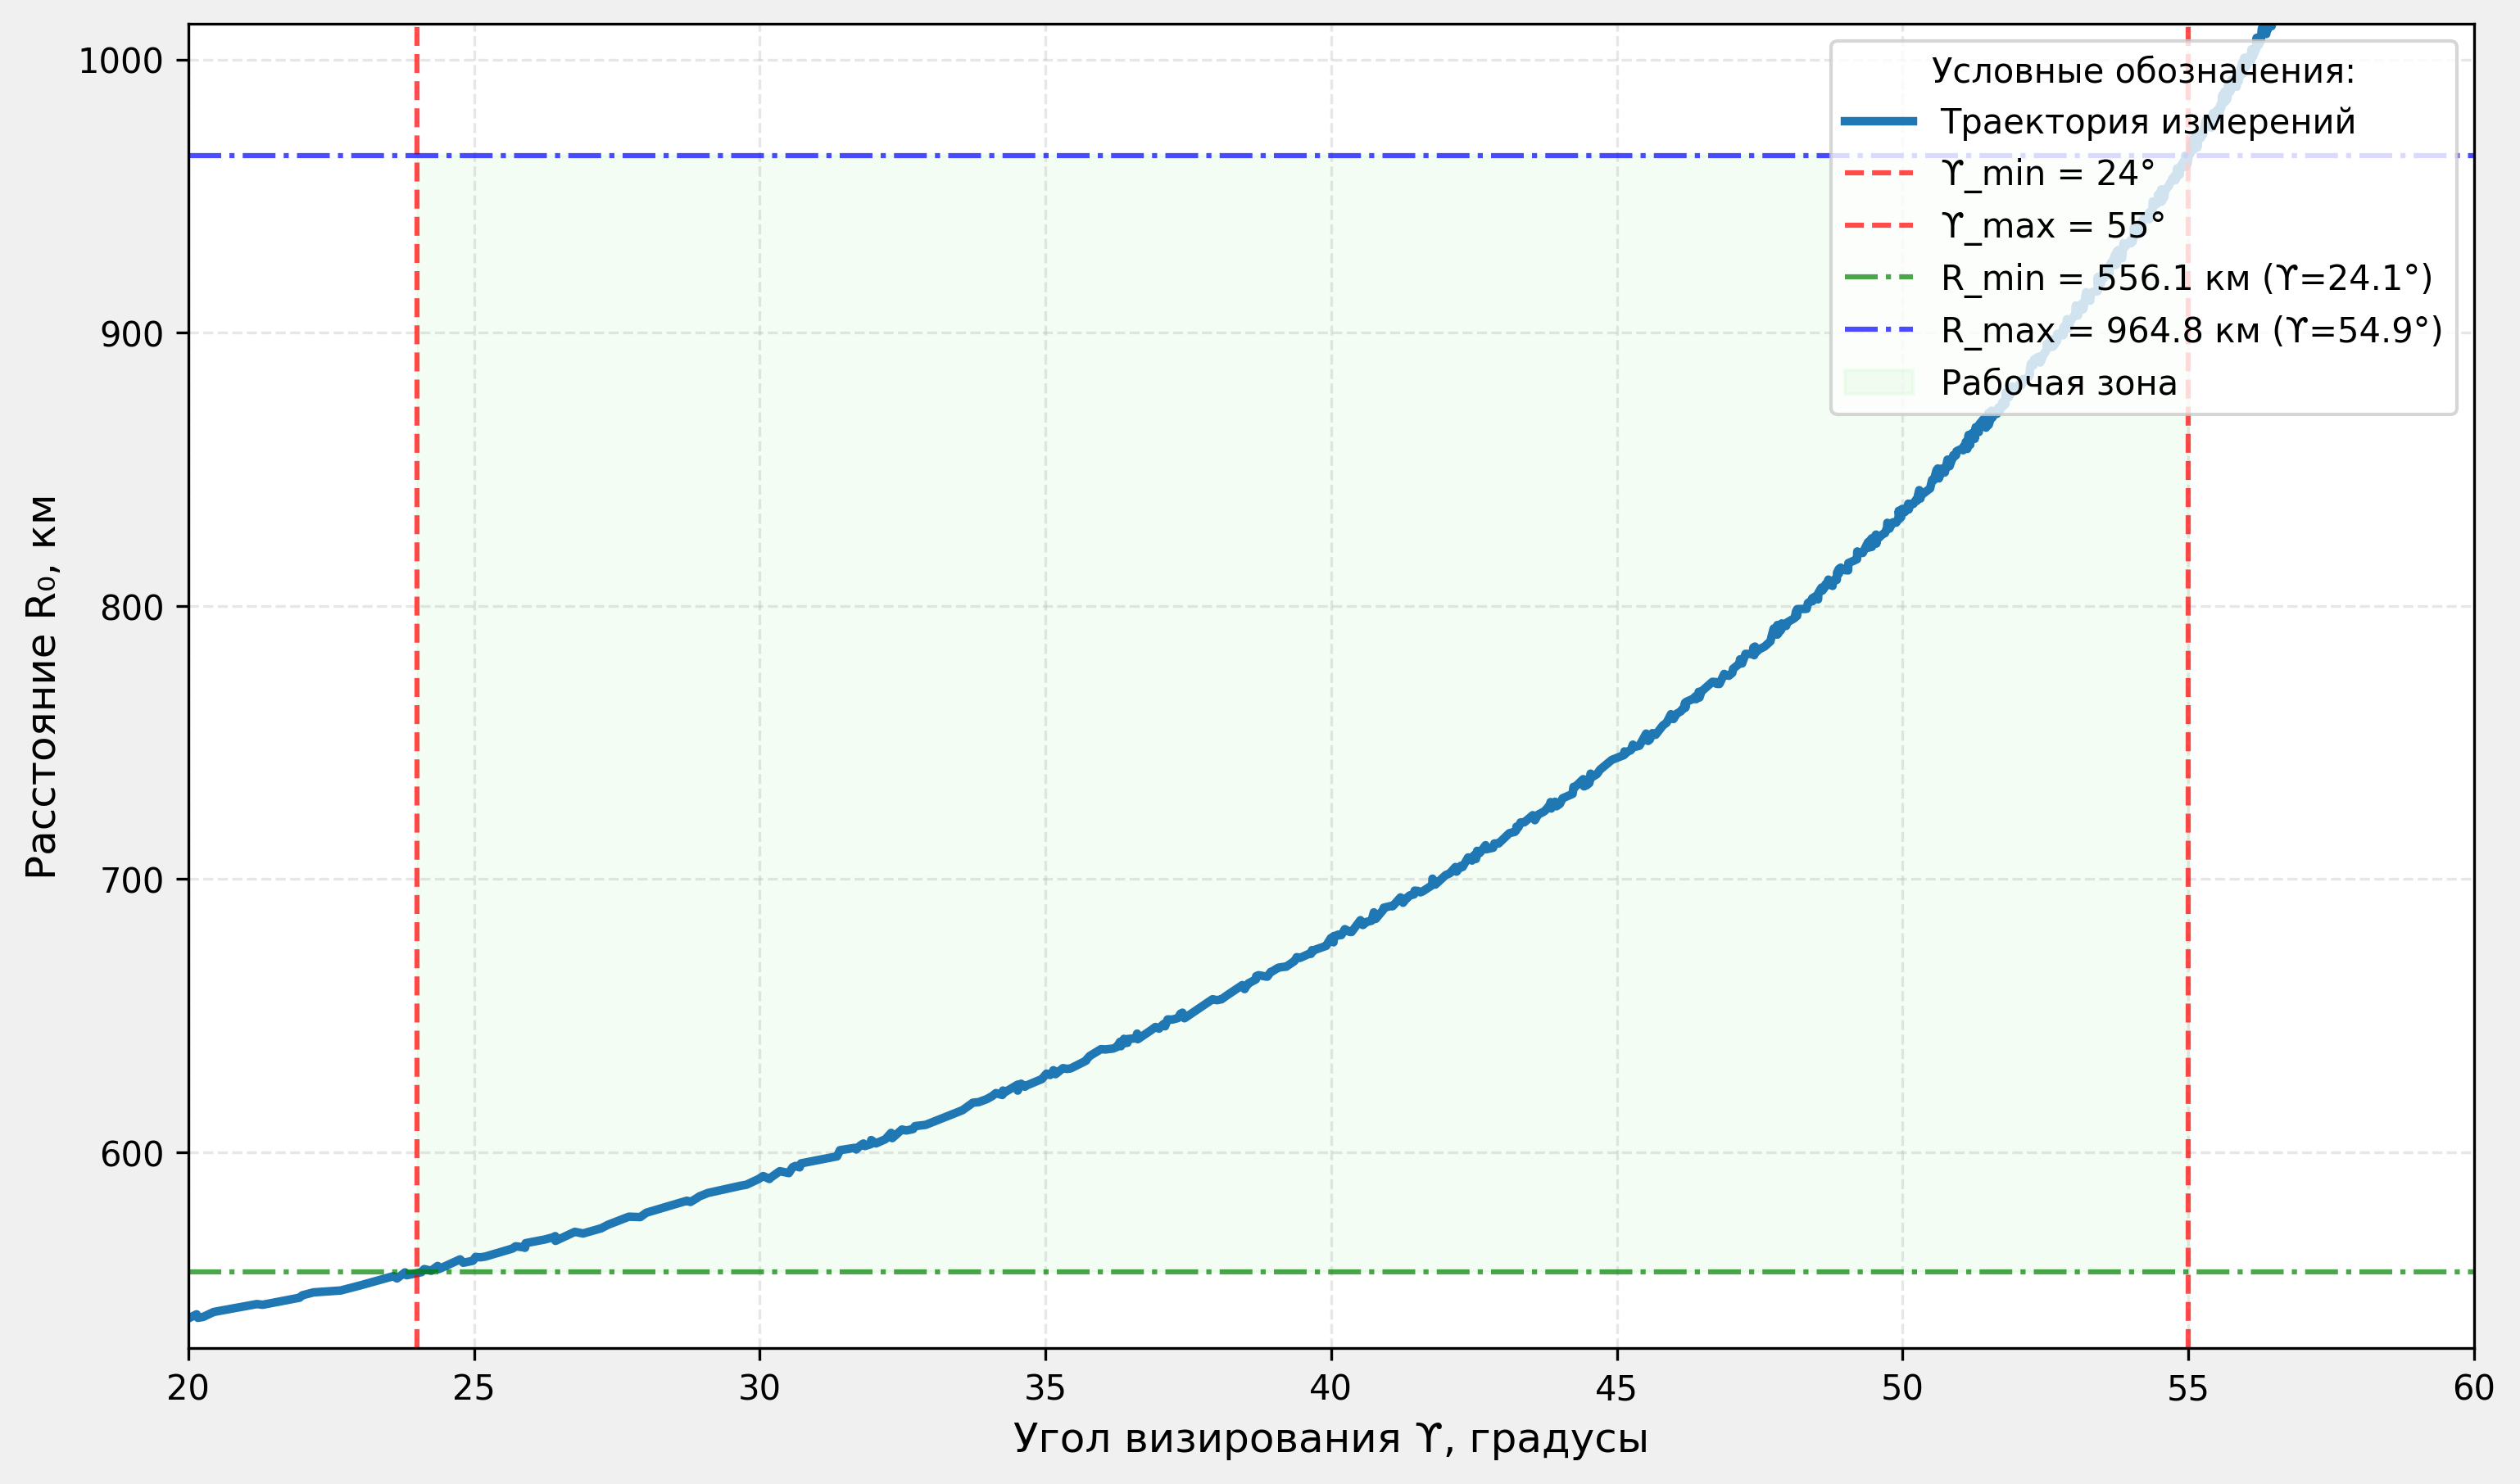 1000
900
800
700
600
Расстояние R₀, км
Условные обозначения:
Траектория измерений
ϒ_min = 24°
ϒ_max = 55°
R_min = 556.1 км (ϒ=24.1°)
R_max = 964.8 км (ϒ=54.9°)
Рабочая зона
20 25 30 35 40 45 50 55 60
Угол визирования ϒ, градусы